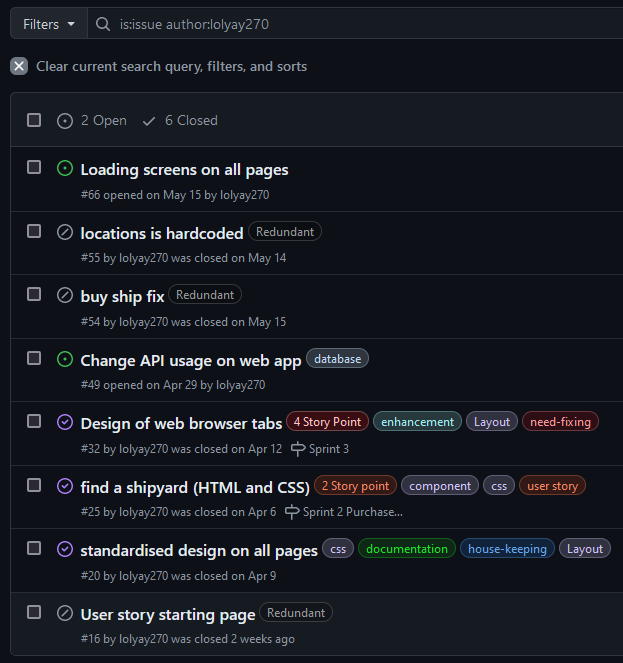 Filters is:issue author:lolyay270
Clear current search query, filters, and sorts
2 Open 6 Closed
Loading screens on all pages
#66 opened on May 15 by lolyay270
locations is hardcoded Redundant
#55 by lolyay270 was closed on May 14
buy ship fix Redundant
#54 by lolyay270 was closed on May 15
Change API usage on web app database
#49 opened on Apr 29 by lolyay270
Design of web browser tabs 4 Story Point enhancement Layout need-fixing
#32 by lolyay270 was closed on Apr 12 Sprint 3
find a shipyard (HTML and CSS) 2 Story point component css user story
#25 by lolyay270 was closed on Apr 6 Sprint 2 Purchase...
standardised design on all pages css documentation house-keeping Layout
#20 by lolyay270 was closed on Apr 9
User story starting page Redundant
#16 by lolyay270 was closed 2 weeks ago